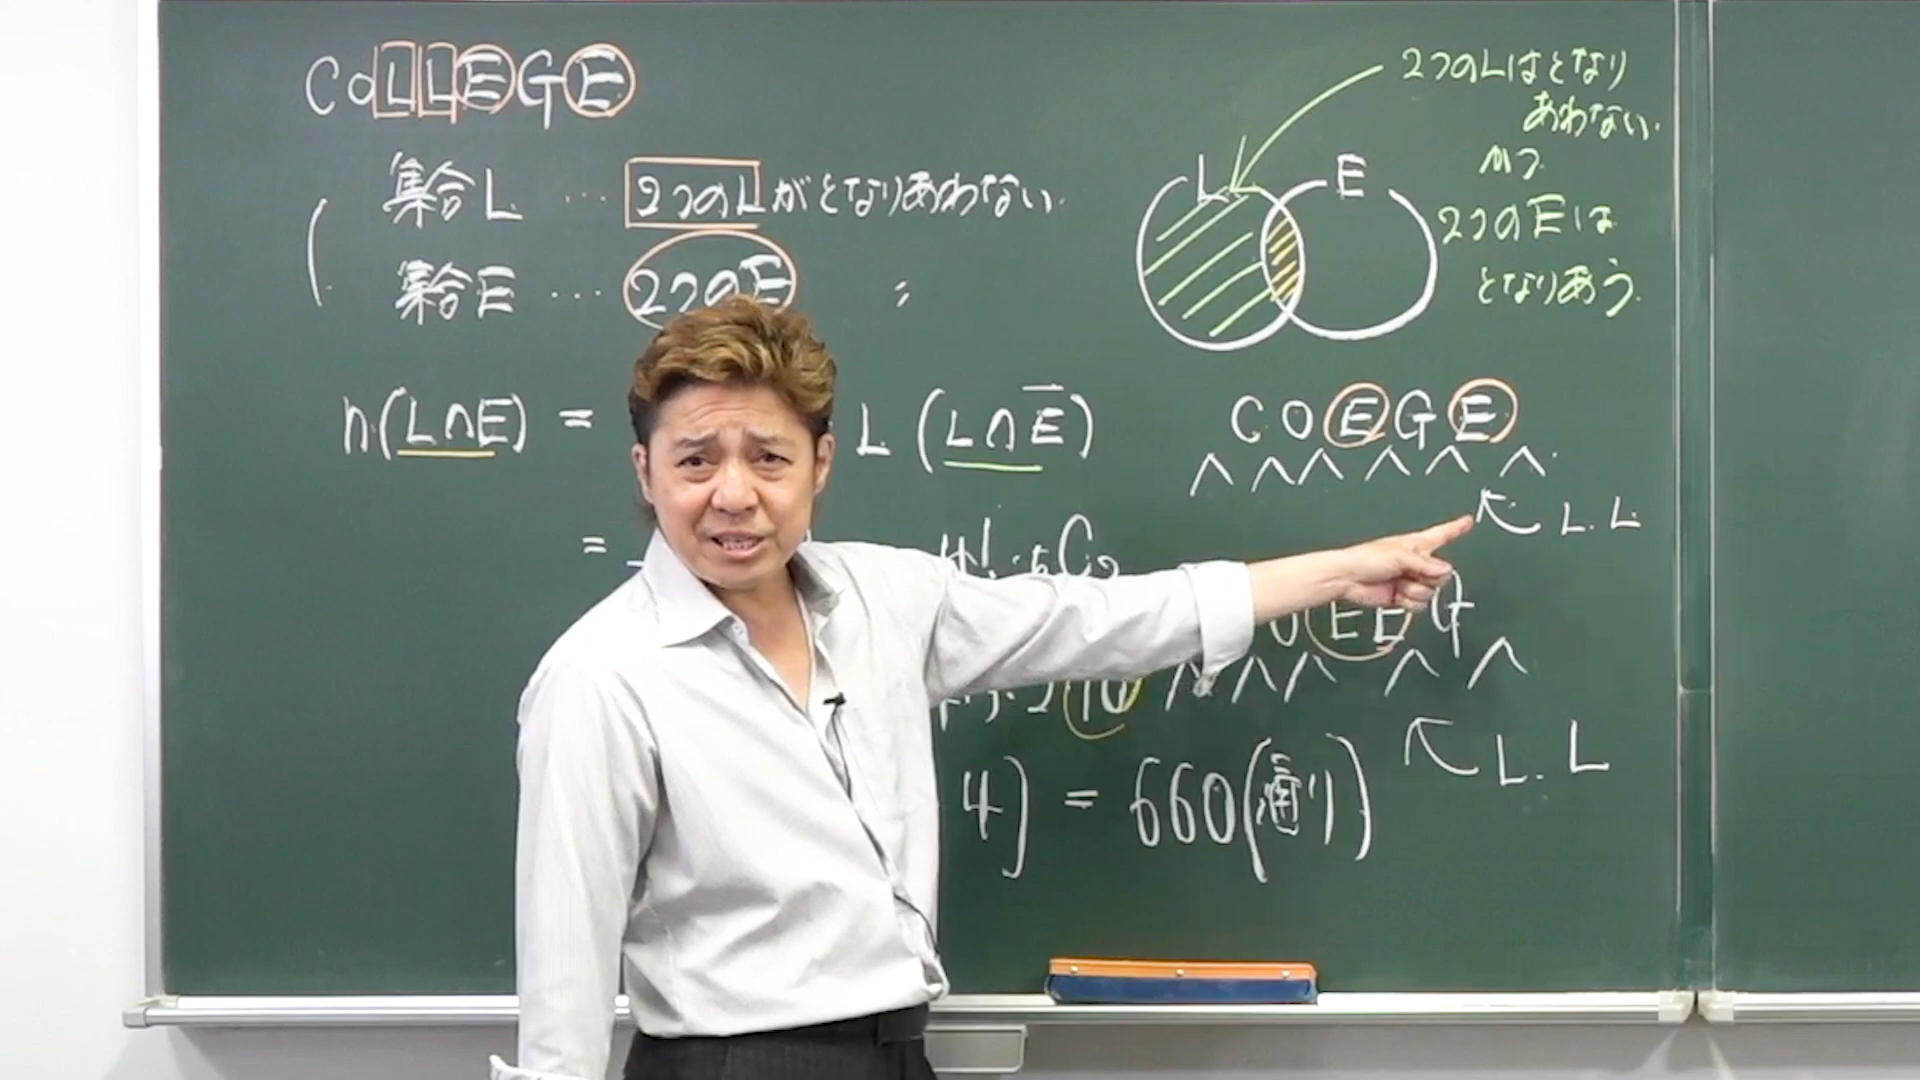 COLLEGE
集合L … 2つのLがとなりあわない
集合E … 2つのE
n(L∩E) = L (L∩E̅)
=
4!・5C2
4] = 660(通り)
2つのLはとなり
あわない
かつ
2つのEは
となりあう
L E
COEGE
∧ ∧ ∧ ∧ ∧ ∧
L. L
O EE G
∧ ∧ ∧ ∧ ∧
L. L